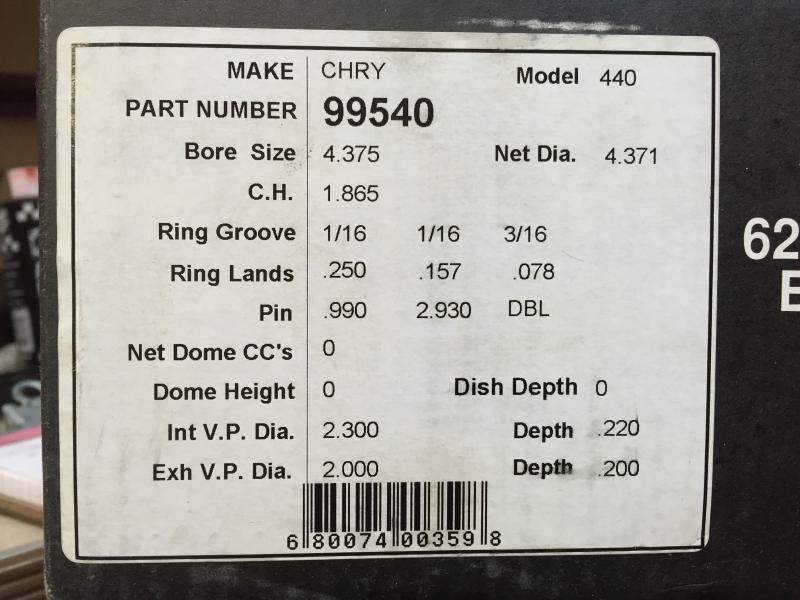 MAKE CHRY Model 440
PART NUMBER 99540
Bore Size 4.375 Net Dia. 4.371
C.H. 1.865
Ring Groove 1/16 1/16 3/16
Ring Lands .250 .157 .078
Pin .990 2.930 DBL
Net Dome CC's 0
Dome Height 0 Dish Depth 0
Int V.P. Dia. 2.300 Depth .220
Exh V.P. Dia. 2.000 Depth .200
6 80074 00359 8
62